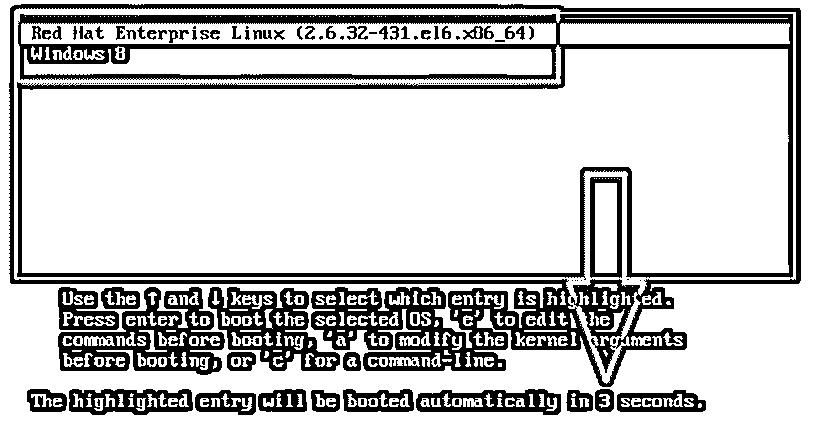 Red Hat Enterprise Linux (2.6.32-431.el6.x86_64)
Windows 8
Use the ↑ and ↓ keys to select which entry is highlighted.
Press enter to boot the selected OS, 'e' to edit the
commands before booting, 'a' to modify the kernel arguments
before booting, or 'c' for a command-line.
The highlighted entry will be booted automatically in 3 seconds.